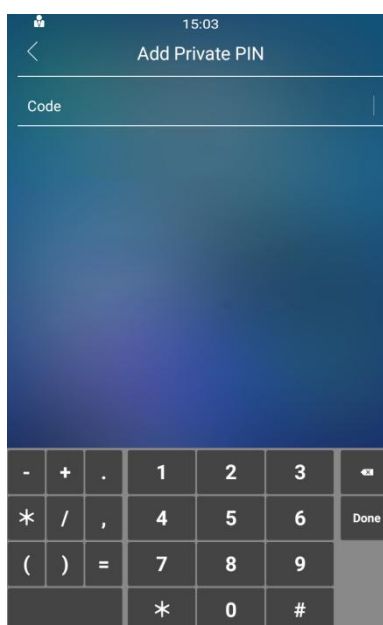 15:03
Add Private PIN
Code
- + . 1 2 3
* / , 4 5 6 Done
( ) = 7 8 9
* 0 #